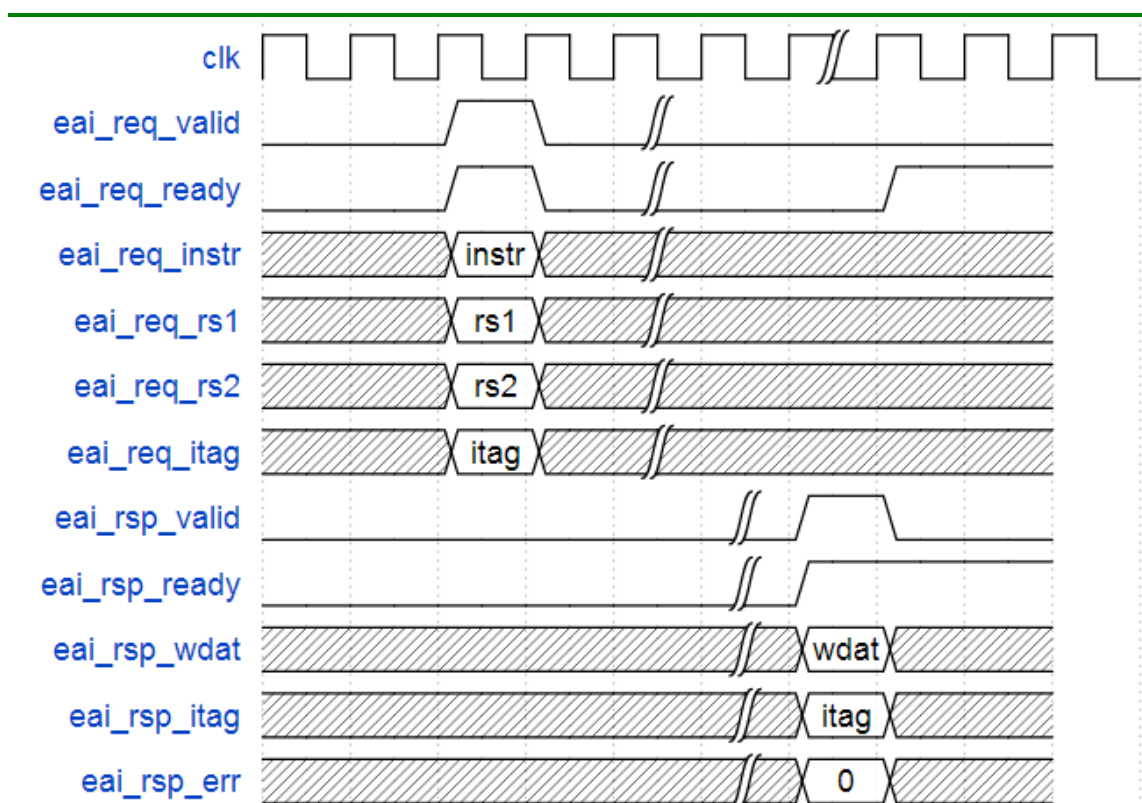 clk
eai_req_valid
eai_req_ready
eai_req_instr instr
eai_req_rs1 rs1
eai_req_rs2 rs2
eai_req_itag itag
eai_rsp_valid
eai_rsp_ready
eai_rsp_wdat wdat
eai_rsp_itag itag
eai_rsp_err 0